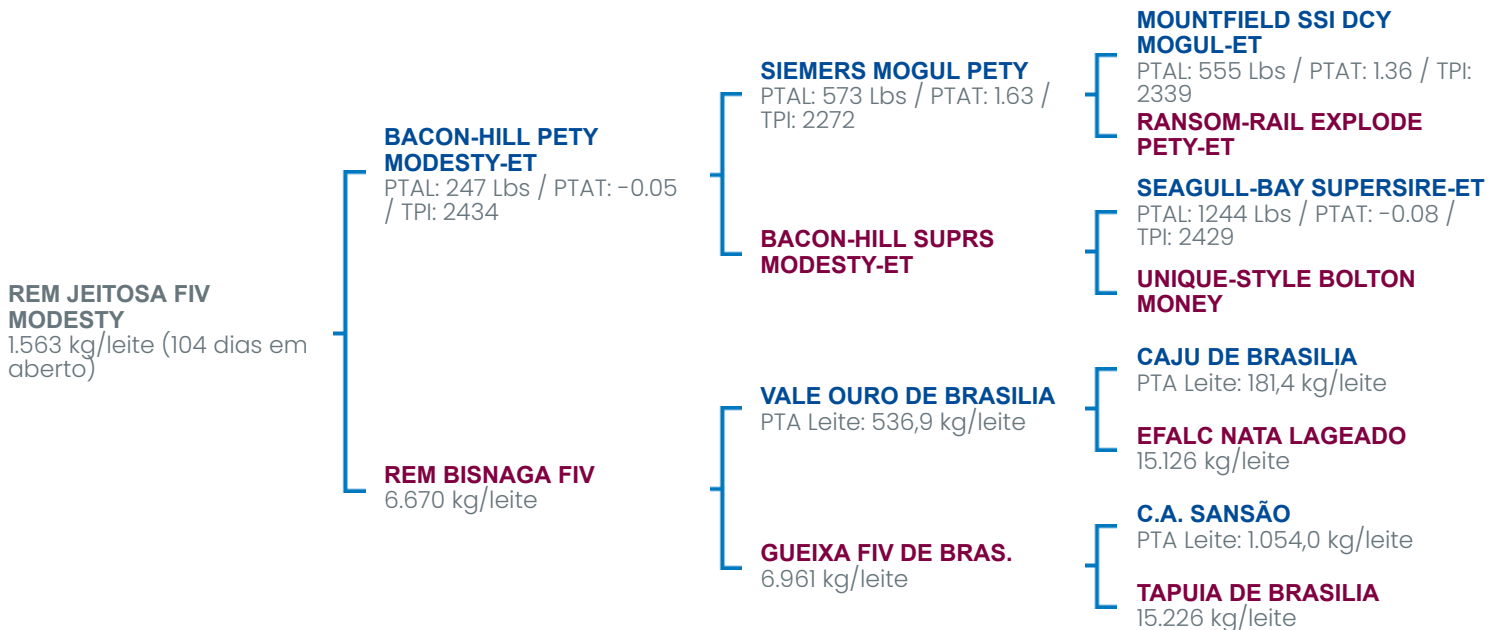 REM JEITOSA FIV
MODESTY
1.563 kg/leite (104 dias em
aberto)
BACON-HILL PETY
MODESTY-ET
PTAL: 247 Lbs / PTAT: -0.05
/ TPI: 2434
REM BISNAGA FIV
6.670 kg/leite
SIEMERS MOGUL PETY
PTAL: 573 Lbs / PTAT: 1.63 /
TPI: 2272
BACON-HILL SUPRS
MODESTY-ET
VALE OURO DE BRASILIA
PTA Leite: 536,9 kg/leite
GUEIXA FIV DE BRAS.
6.961 kg/leite
MOUNTFIELD SSI DCY
MOGUL-ET
PTAL: 555 Lbs / PTAT: 1.36 / TPI:
2339
RANSOM-RAIL EXPLODE
PETY-ET
SEAGULL-BAY SUPERSIRE-ET
PTAL: 1244 Lbs / PTAT: -0.08 /
TPI: 2429
UNIQUE-STYLE BOLTON
MONEY
CAJU DE BRASILIA
PTA Leite: 181,4 kg/leite
EFALC NATA LAGEADO
15.126 kg/leite
C.A. SANSÃO
PTA Leite: 1.054,0 kg/leite
TAPUIA DE BRASILIA
15.226 kg/leite